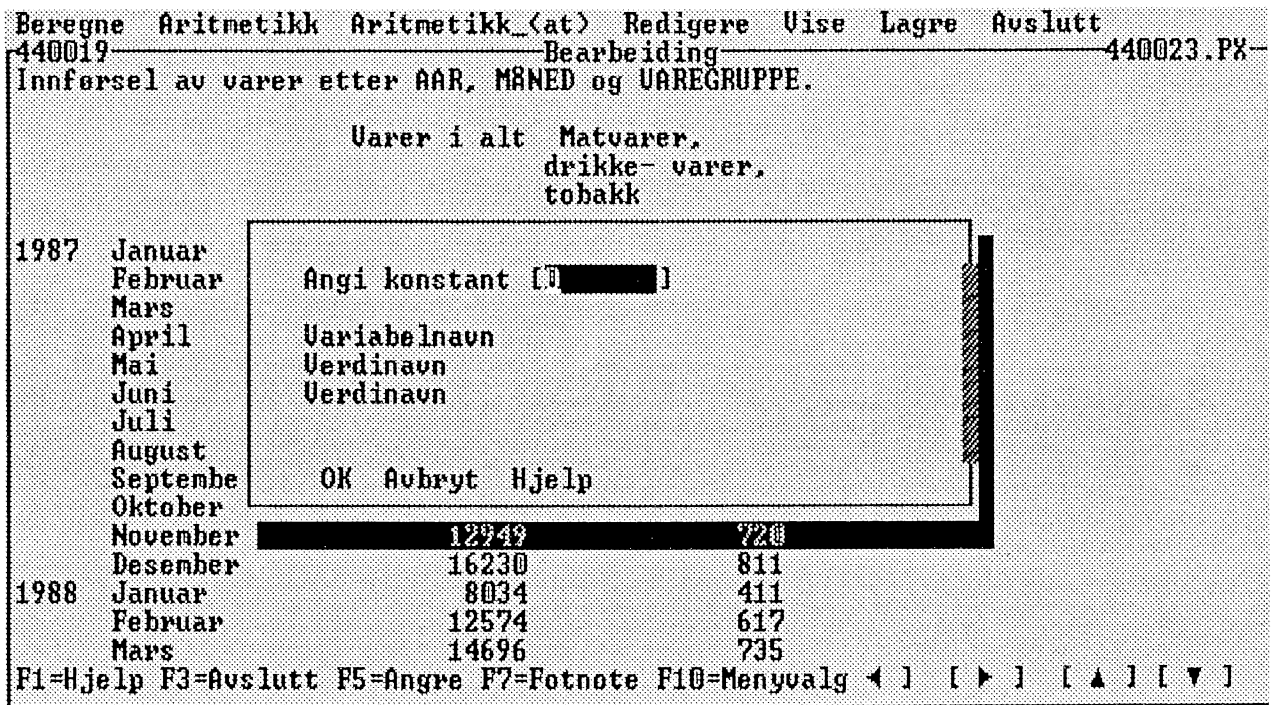 Beregne Aritmetikk Aritmetikk_(at) Redigere Vise Lagre Avslutt
440019 Bearbeiding 440023.PX
Innførsel av varer etter AAR, MÅNED og VAREGRUPPE.
Varer i alt Matvarer,
drikke- varer,
tobakk
1987 Januar
Februar Angi konstant [0 ]
Mars
April Variabelnavn
Mai Verdinavn
Juni Verdinavn
Juli
August
Septembe OK Avbryt Hjelp
Oktober
November 12949 720
Desember 16230 811
1988 Januar 8034 411
Februar 12574 617
Mars 14696 735
F1=Hjelp F3=Avslutt F5=Angre F7=Fotnote F10=Menyvalg ◄ ] [ ► ] [ ▲ ] [ ▼ ]